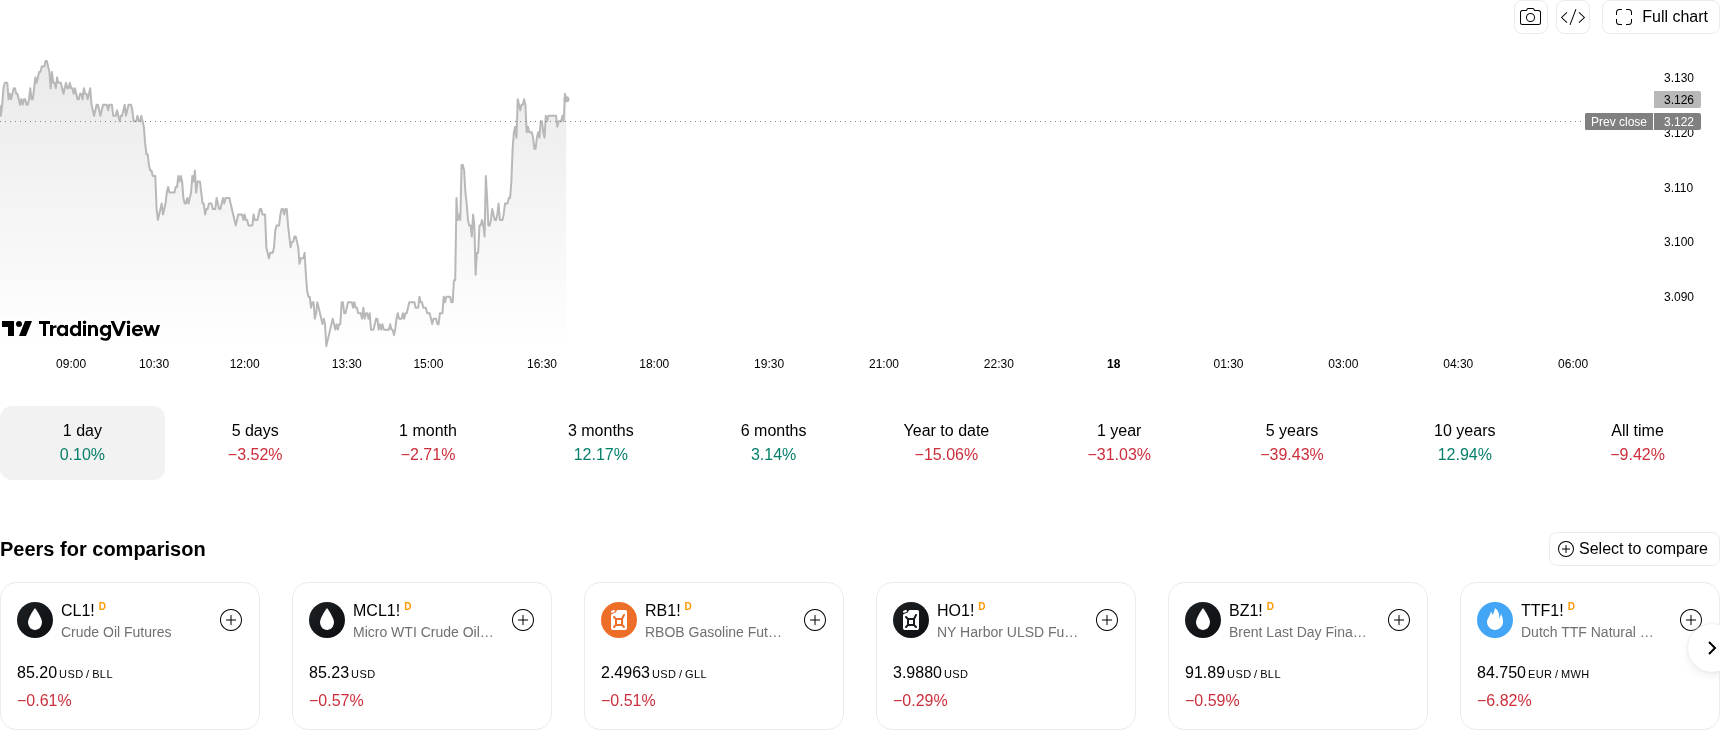 Full chart
3.130
3.126
Prev close 3.122
3.120
3.110
3.100
3.090
TradingView
09:00 10:30 12:00 13:30 15:00 16:30 18:00 19:30 21:00 22:30 18 01:30 03:00 04:30 06:00
1 day 5 days 1 month 3 months 6 months Year to date 1 year 5 years 10 years All time
0.10% −3.52% −2.71% 12.17% 3.14% −15.06% −31.03% −39.43% 12.94% −9.42%
Peers for comparison Select to compare
CL1! D MCL1! D RB1! D HO1! D BZ1! D TTF1! D
Crude Oil Futures Micro WTI Crude Oil… RBOB Gasoline Fut… NY Harbor ULSD Fu… Brent Last Day Fina… Dutch TTF Natural …
85.20 USD / BLL 85.23 USD 2.4963 USD / GLL 3.9880 USD 91.89 USD / BLL 84.750 EUR / MWH
−0.61% −0.57% −0.51% −0.29% −0.59% −6.82%